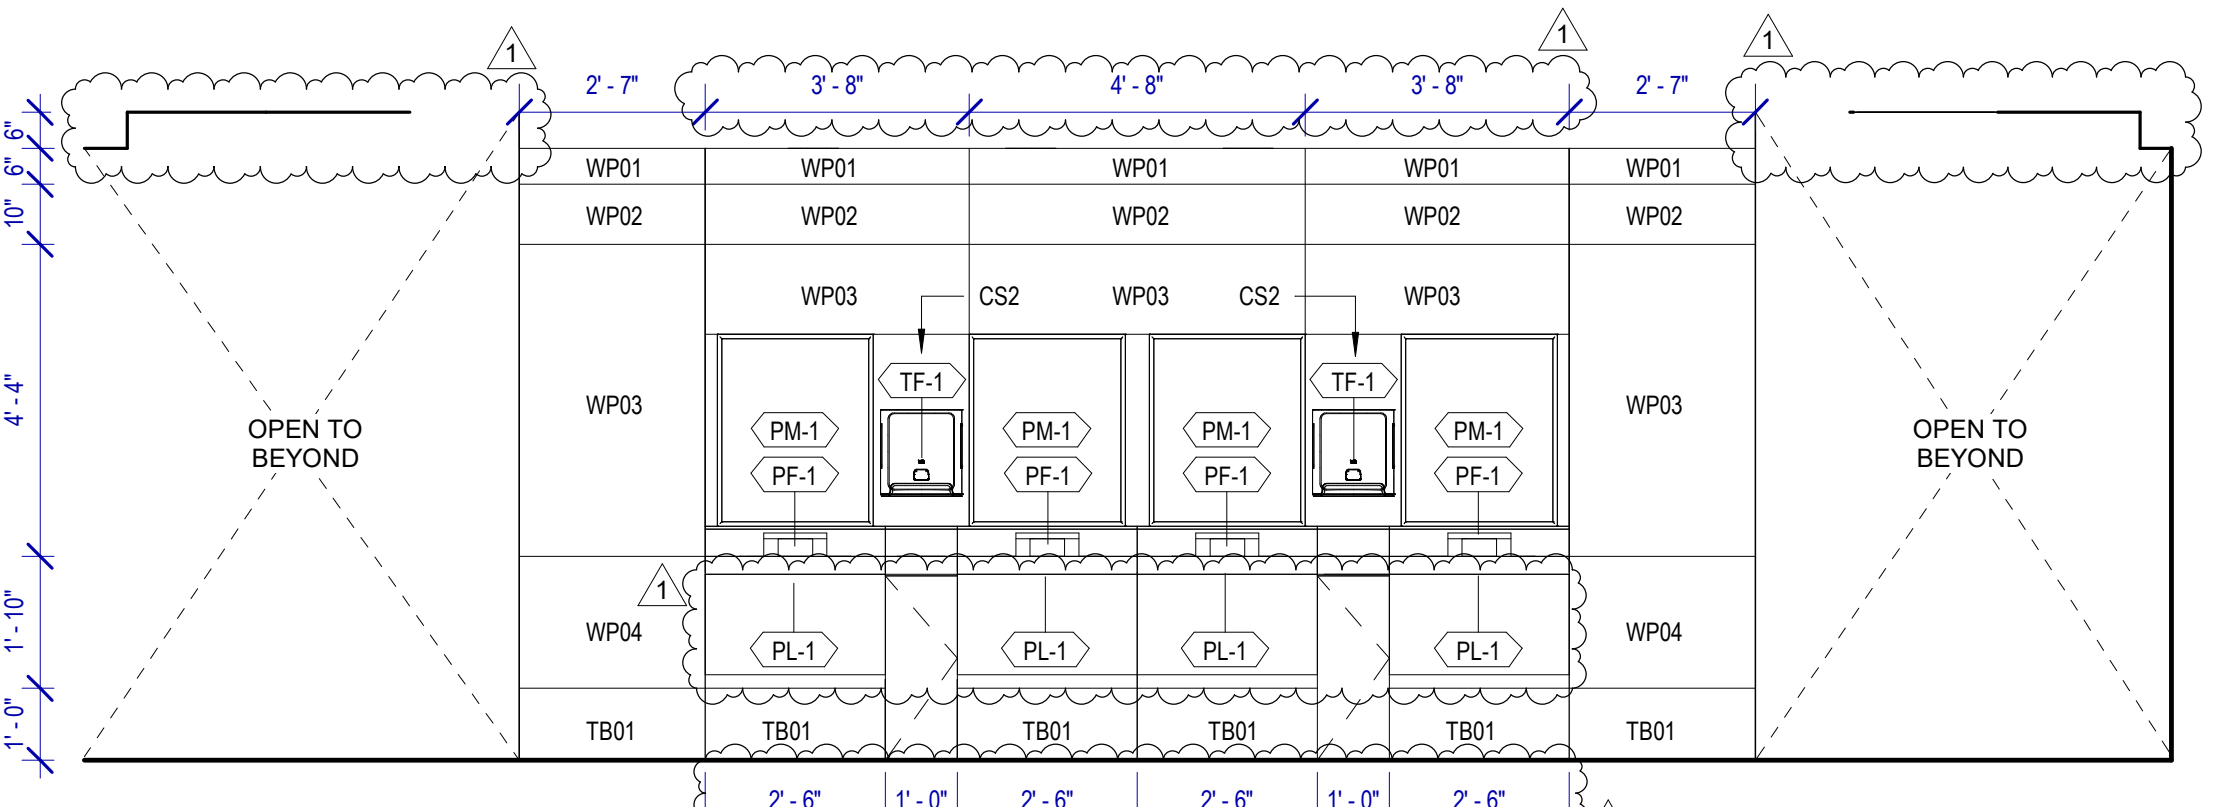 1
1
1
2' - 7"
3' - 8"
4' - 8"
3' - 8"
2' - 7"
6"
6"
10"
4' - 4"
1' - 10"
1' - 0"
WP01
WP01
WP01
WP01
WP01
WP02
WP02
WP02
WP02
WP02
WP03
CS2
WP03
CS2
WP03
TF-1
TF-1
WP03
WP03
OPEN TO
BEYOND
OPEN TO
BEYOND
PM-1
PM-1
PM-1
PM-1
PF-1
PF-1
PF-1
PF-1
1
WP04
WP04
PL-1
PL-1
PL-1
PL-1
TB01
TB01
TB01
TB01
TB01
TB01
2' - 6"
1' - 0"
2' - 6"
2' - 6"
1' - 0"
2' - 6"